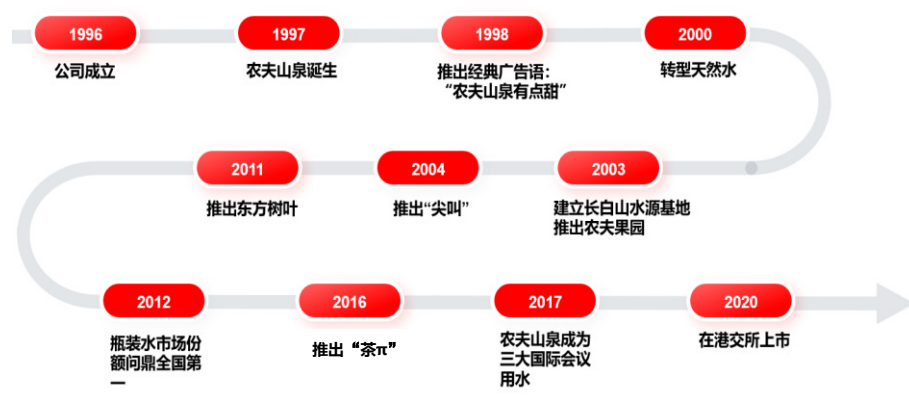 1996
公司成立
1997
农夫山泉诞生
1998
推出经典广告语：
“农夫山泉有点甜”
2000
转型天然水
2003
建立长白山水源基地
推出农夫果园
2004
推出“尖叫”
2011
推出东方树叶
2012
瓶装水市场份
额问鼎全国第
一
2016
推出“茶π”
2017
农夫山泉成为
三大国际会议
用水
2020
在港交所上市